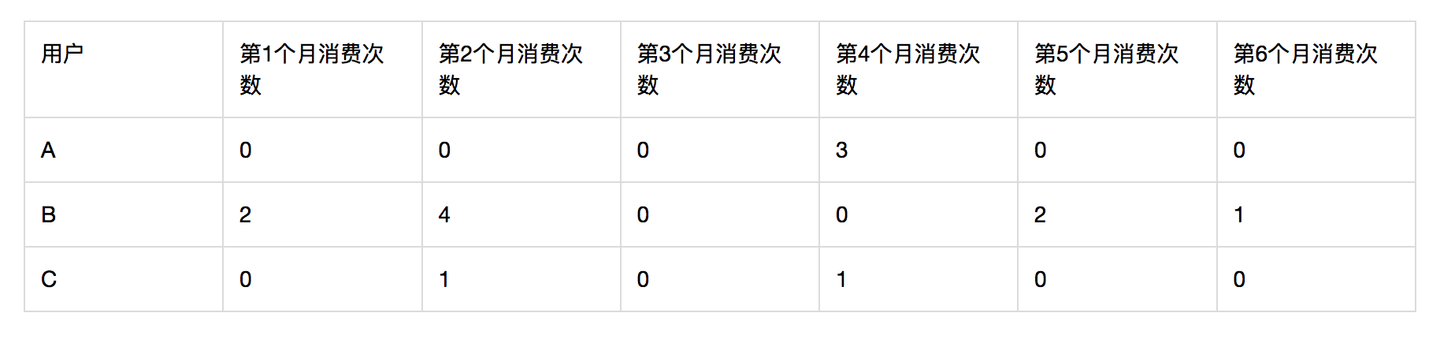 用户 第1个月消费次数 第2个月消费次数 第3个月消费次数 第4个月消费次数 第5个月消费次数 第6个月消费次数
A 0 0 0 3 0 0
B 2 4 0 0 2 1
C 0 1 0 1 0 0